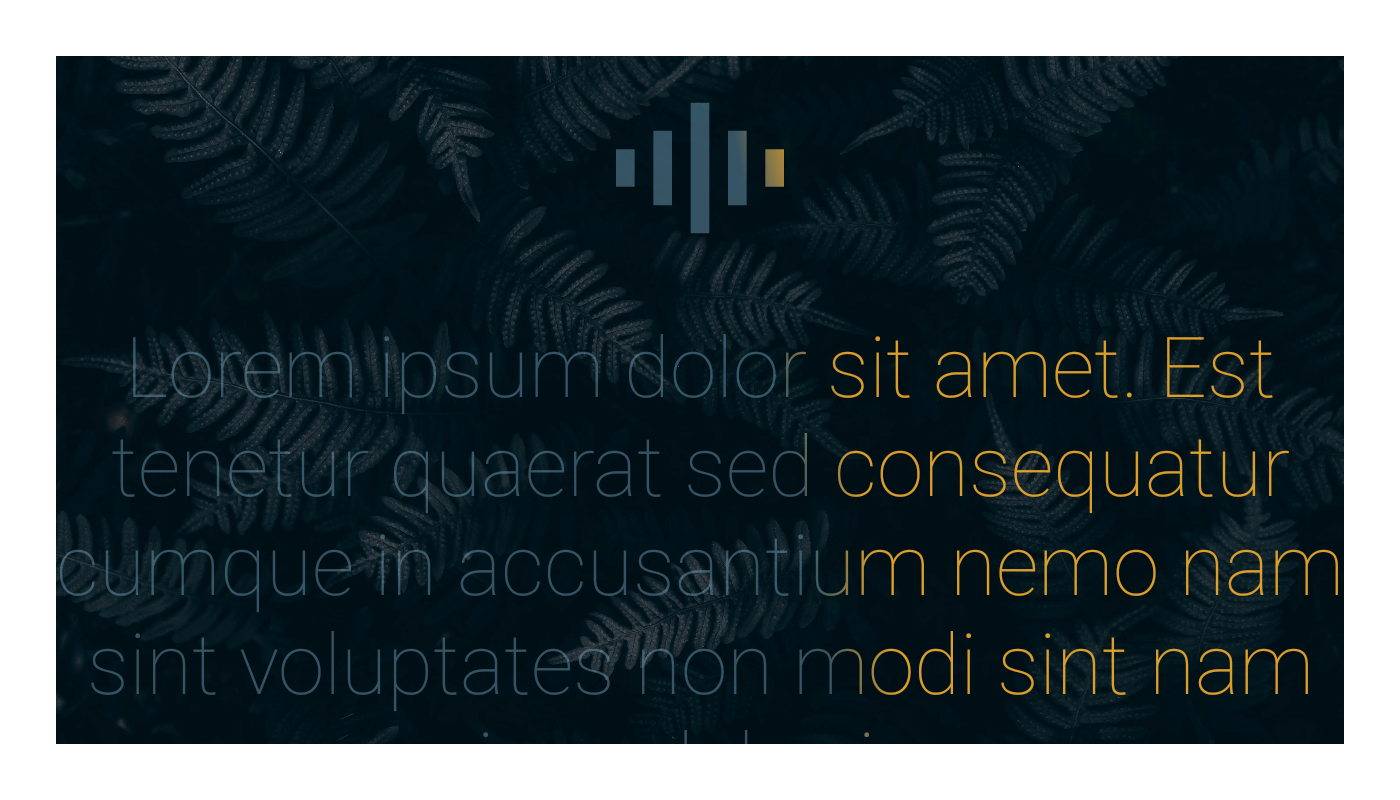 Lorem ipsum dolor sit amet. Est
tenetur quaerat sed consequatur
cumque in accusantium nemo nam
sint voluptates non modi sint nam